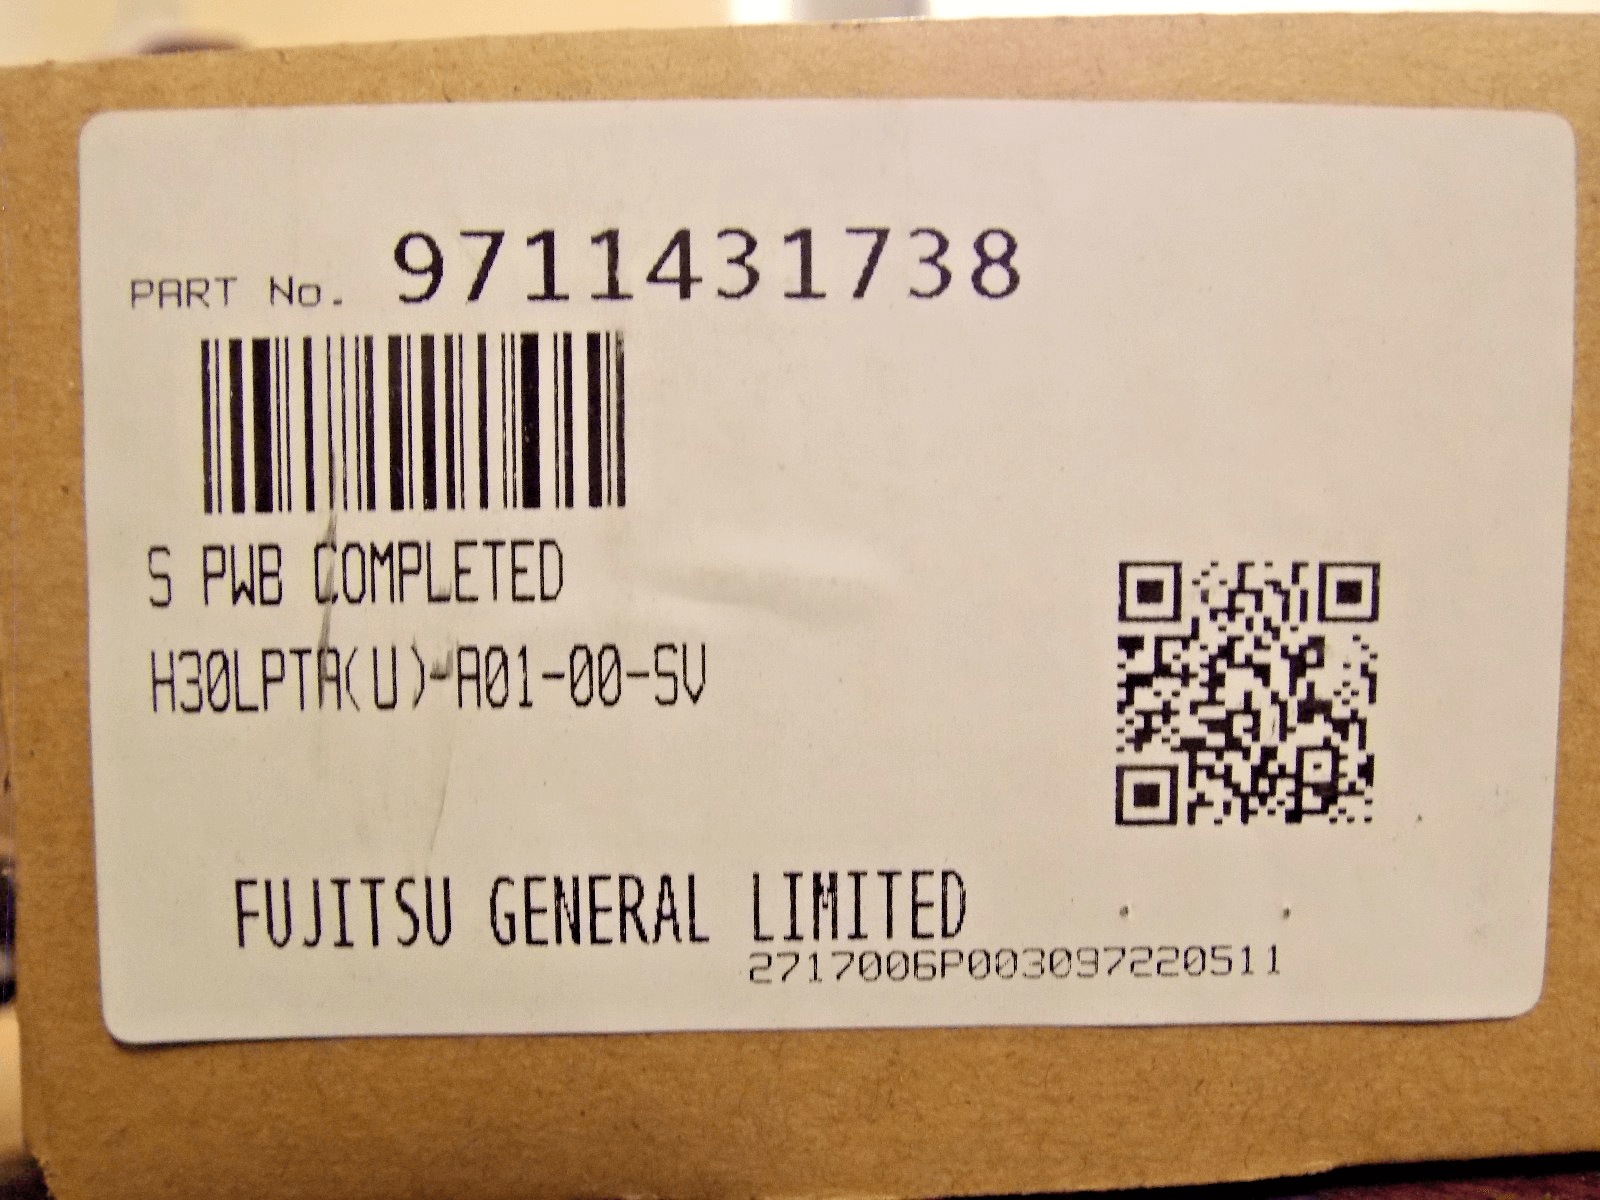 PART No. 9711431738
S PWB COMPLETED
H30LPTA(U)-A01-00-SV
FUJITSU GENERAL LIMITED
2717006P003097220511